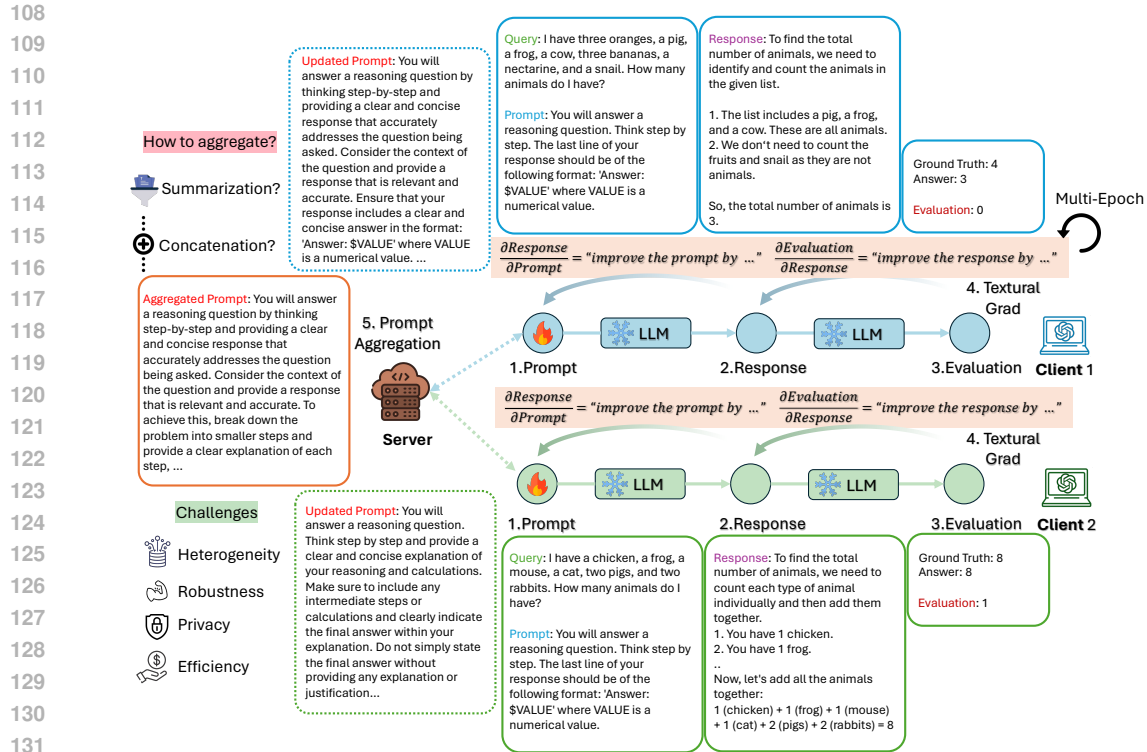 108
109
110
111
112
113
114
115
116
117
118
119
120
121
122
123
124
125
126
127
128
129
130
131
How to aggregate?
Summarization?
Concatenation?
Updated Prompt: You will
answer a reasoning question by
thinking step-by-step and
providing a clear and concise
response that accurately
addresses the question being
asked. Consider the context of
the question and provide a
response that is relevant and
accurate. Ensure that your
response includes a clear and
concise answer in the format:
'Answer: $VALUE' where VALUE
is a numerical value. ...
Query: I have three oranges, a pig,
a frog, a cow, three bananas, a
nectarine, and a snail. How many
animals do I have?
Prompt: You will answer a
reasoning question. Think step by
step. The last line of your
response should be of the
following format: 'Answer:
$VALUE' where VALUE is a
numerical value.
Response: To find the total
number of animals, we need to
identify and count the animals in
the given list.
1. The list includes a pig, a frog,
and a cow. These are all animals.
2. We don't need to count the
fruits and snail as they are not
animals.
So, the total number of animals is
3.
Ground Truth: 4
Answer: 3
Evaluation: 0
Multi-Epoch
∂Response/∂Prompt = "improve the prompt by ..." ∂Evaluation/∂Response = "improve the response by ..."
4. Textural
Grad
LLM
LLM
1.Prompt
2.Response
3.Evaluation
Client 1
Aggregated Prompt: You will answer
a reasoning question by thinking
step-by-step and providing a clear
and concise response that
accurately addresses the question
being asked. Consider the context
of the question and provide a
response
that is relevant and accurate. To
achieve this, break down the
problem into smaller steps and
provide a clear explanation of each
step, ...
5. Prompt
Aggregation
Server
∂Response/∂Prompt = "improve the prompt by ..." ∂Evaluation/∂Response = "improve the response by ..."
4. Textural
Grad
LLM
LLM
1.Prompt
2.Response
3.Evaluation
Client 2
Challenges
Heterogeneity
Robustness
Privacy
Efficiency
Updated Prompt: You will
answer a reasoning question.
Think step by step and provide a
clear and concise explanation of
your reasoning and calculations.
Make sure to include any
intermediate steps or
calculations and clearly indicate
the final answer within your
explanation. Do not simply state
the final answer without
providing any explanation or
justification...
Query: I have a chicken, a frog, a
mouse, a cat, two pigs, and two
rabbits. How many animals do I
have?
Prompt: You will answer a
reasoning question. Think step by
step. The last line of your
response should be of the
following format: 'Answer:
$VALUE' where VALUE is a
numerical value.
Response: To find the total
number of animals, we need to
count each type of animal
individually and then add them
together.
1. You have 1 chicken.
2. You have 1 frog.
..
Now, let's add all the animals
together:
1 (chicken) + 1 (frog) + 1 (mouse)
+ 1 (cat) + 2 (pigs) + 2 (rabbits) = 8
Ground Truth: 8
Answer: 8
Evaluation: 1